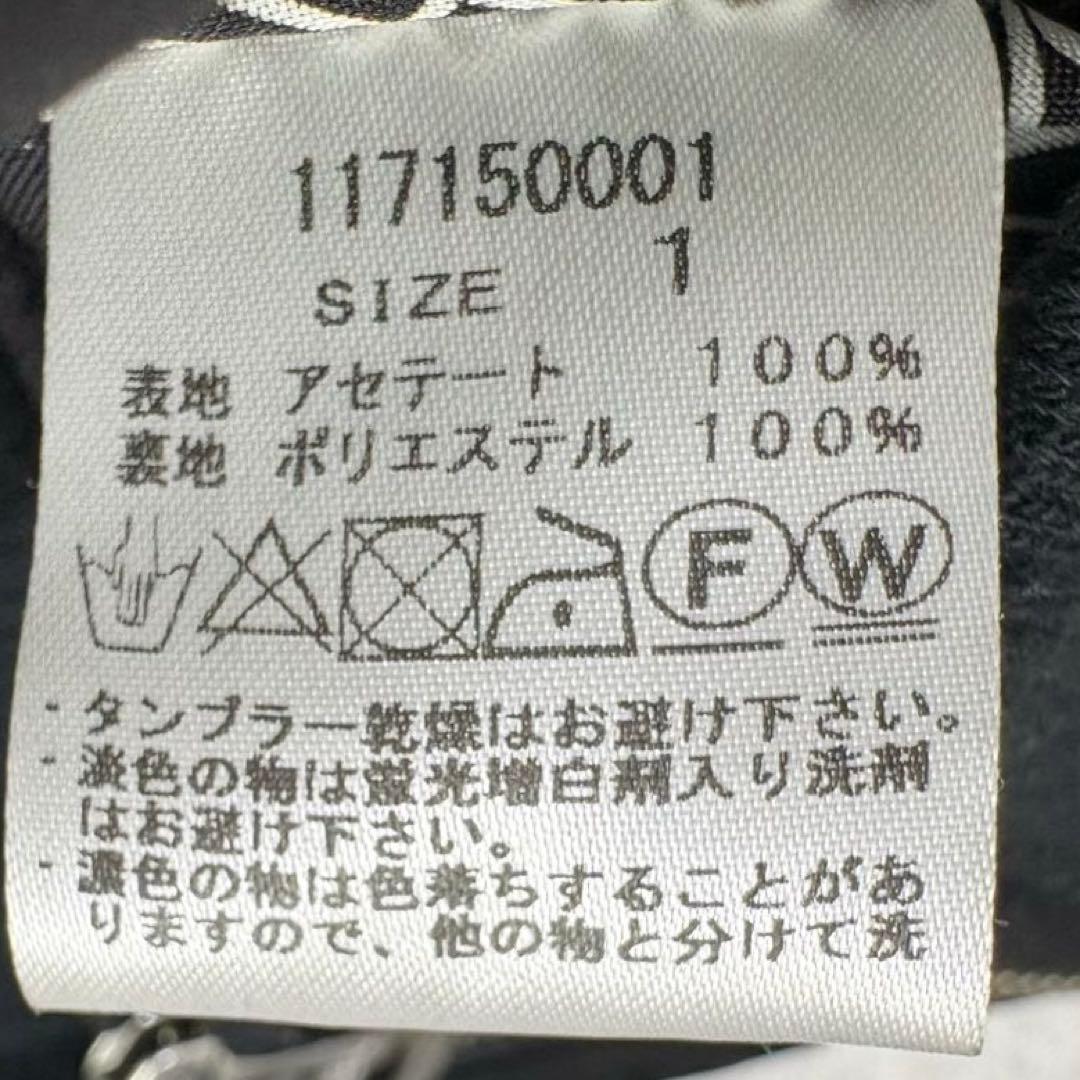 117150001
1
SIZE
表地 アセテート 100%
裏地 ポリエステル 100%
F W
・タンブラー乾燥はお避け下さい。
・淡色の物は蛍光増白剤入り洗剤
はお避け下さい。
・濃色の物は色落ちすることがあ
りますので、他の物と分けて洗